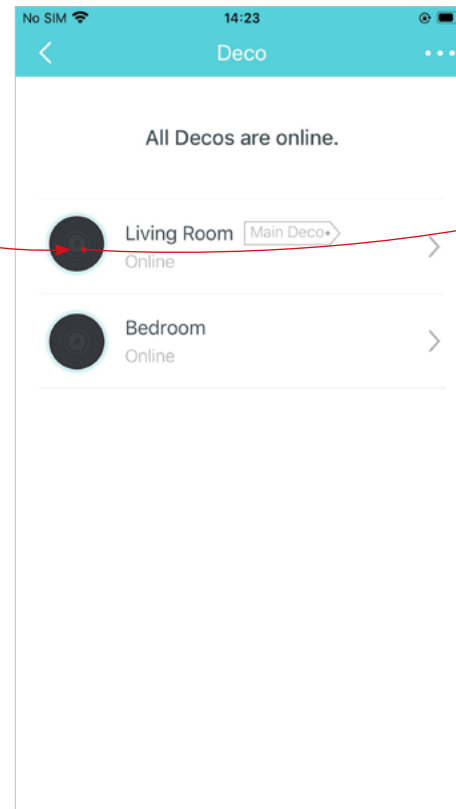 No SIM 14:23
Deco
All Decos are online.
Living Room Main Deco
Online
Bedroom
Online